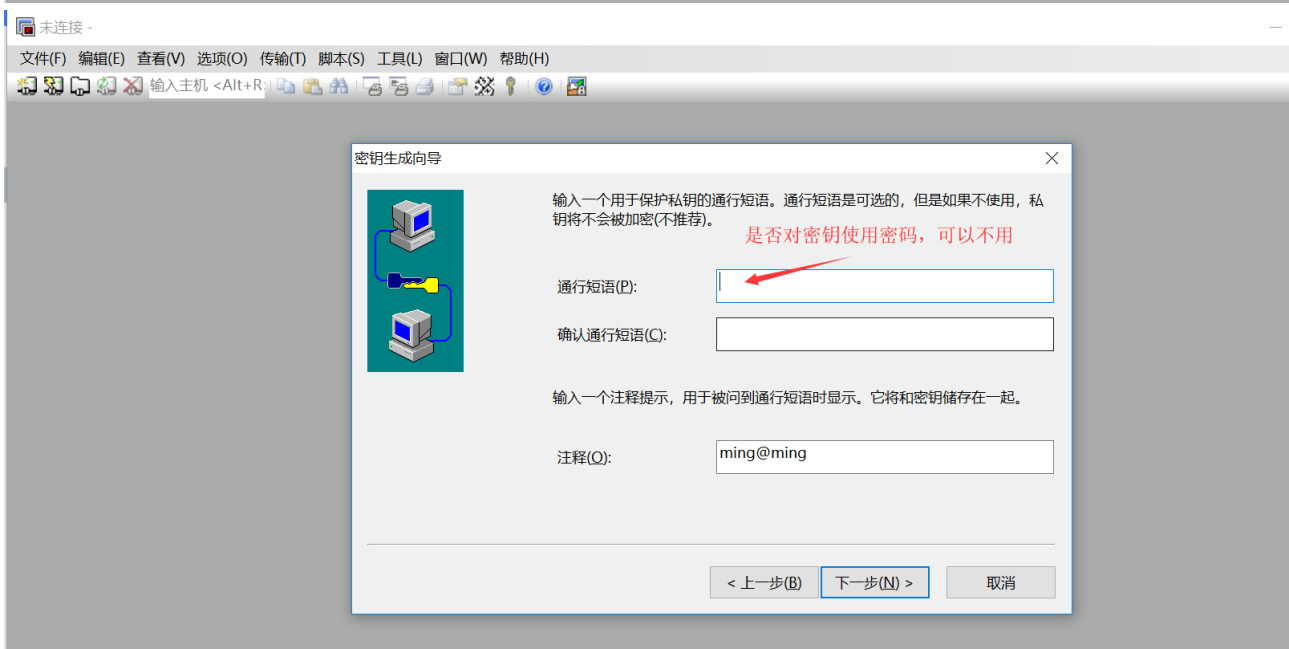 未连接 -
文件(F) 编辑(E) 查看(V) 选项(O) 传输(T) 脚本(S) 工具(L) 窗口(W) 帮助(H)
输入主机 <Alt+R
密钥生成向导
输入一个用于保护私钥的通行短语。通行短语是可选的，但是如果不使用，私
钥将不会被加密(不推荐)。
是否对密钥使用密码，可以不用
通行短语(P):
确认通行短语(C):
输入一个注释提示，用于被问到通行短语时显示。它将和密钥储存在一起。
注释(O):
ming@ming
< 上一步(B) 下一步(N) > 取消